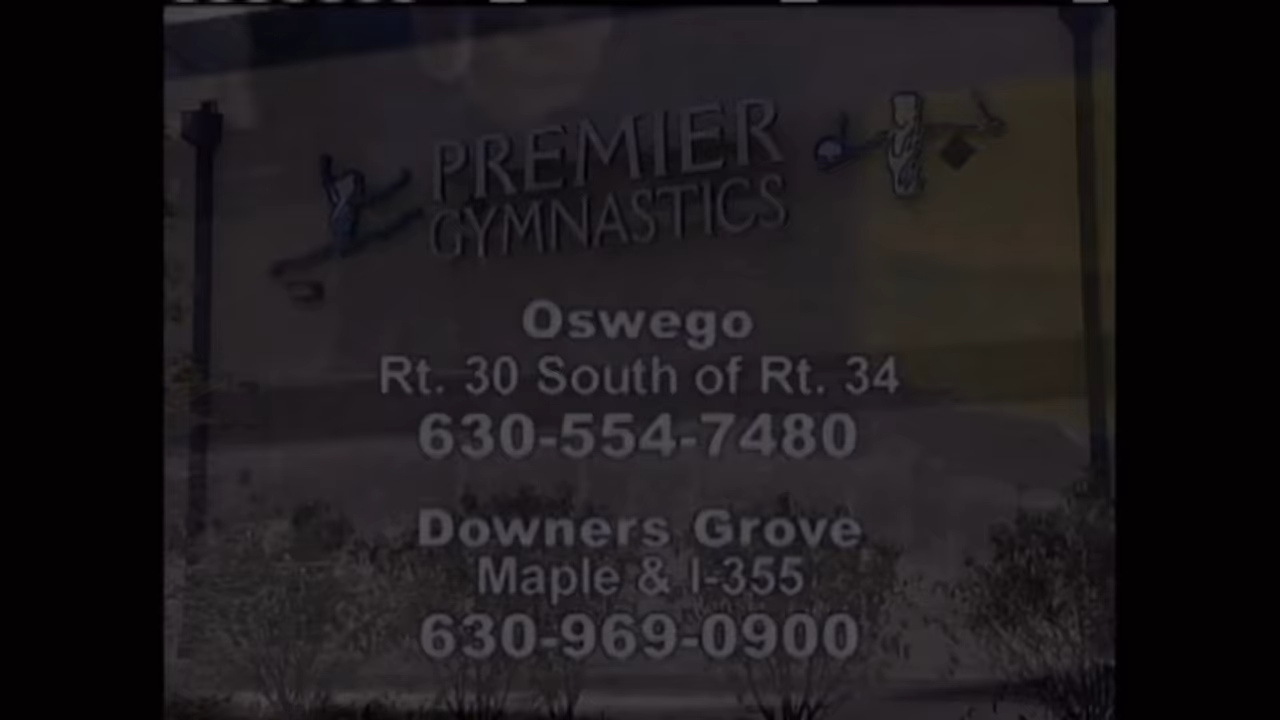 PREMIER
GYMNASTICS
Oswego
Rt. 30 South of Rt. 34
630-554-7480
Downers Grove
Maple & I-355
630-969-0900